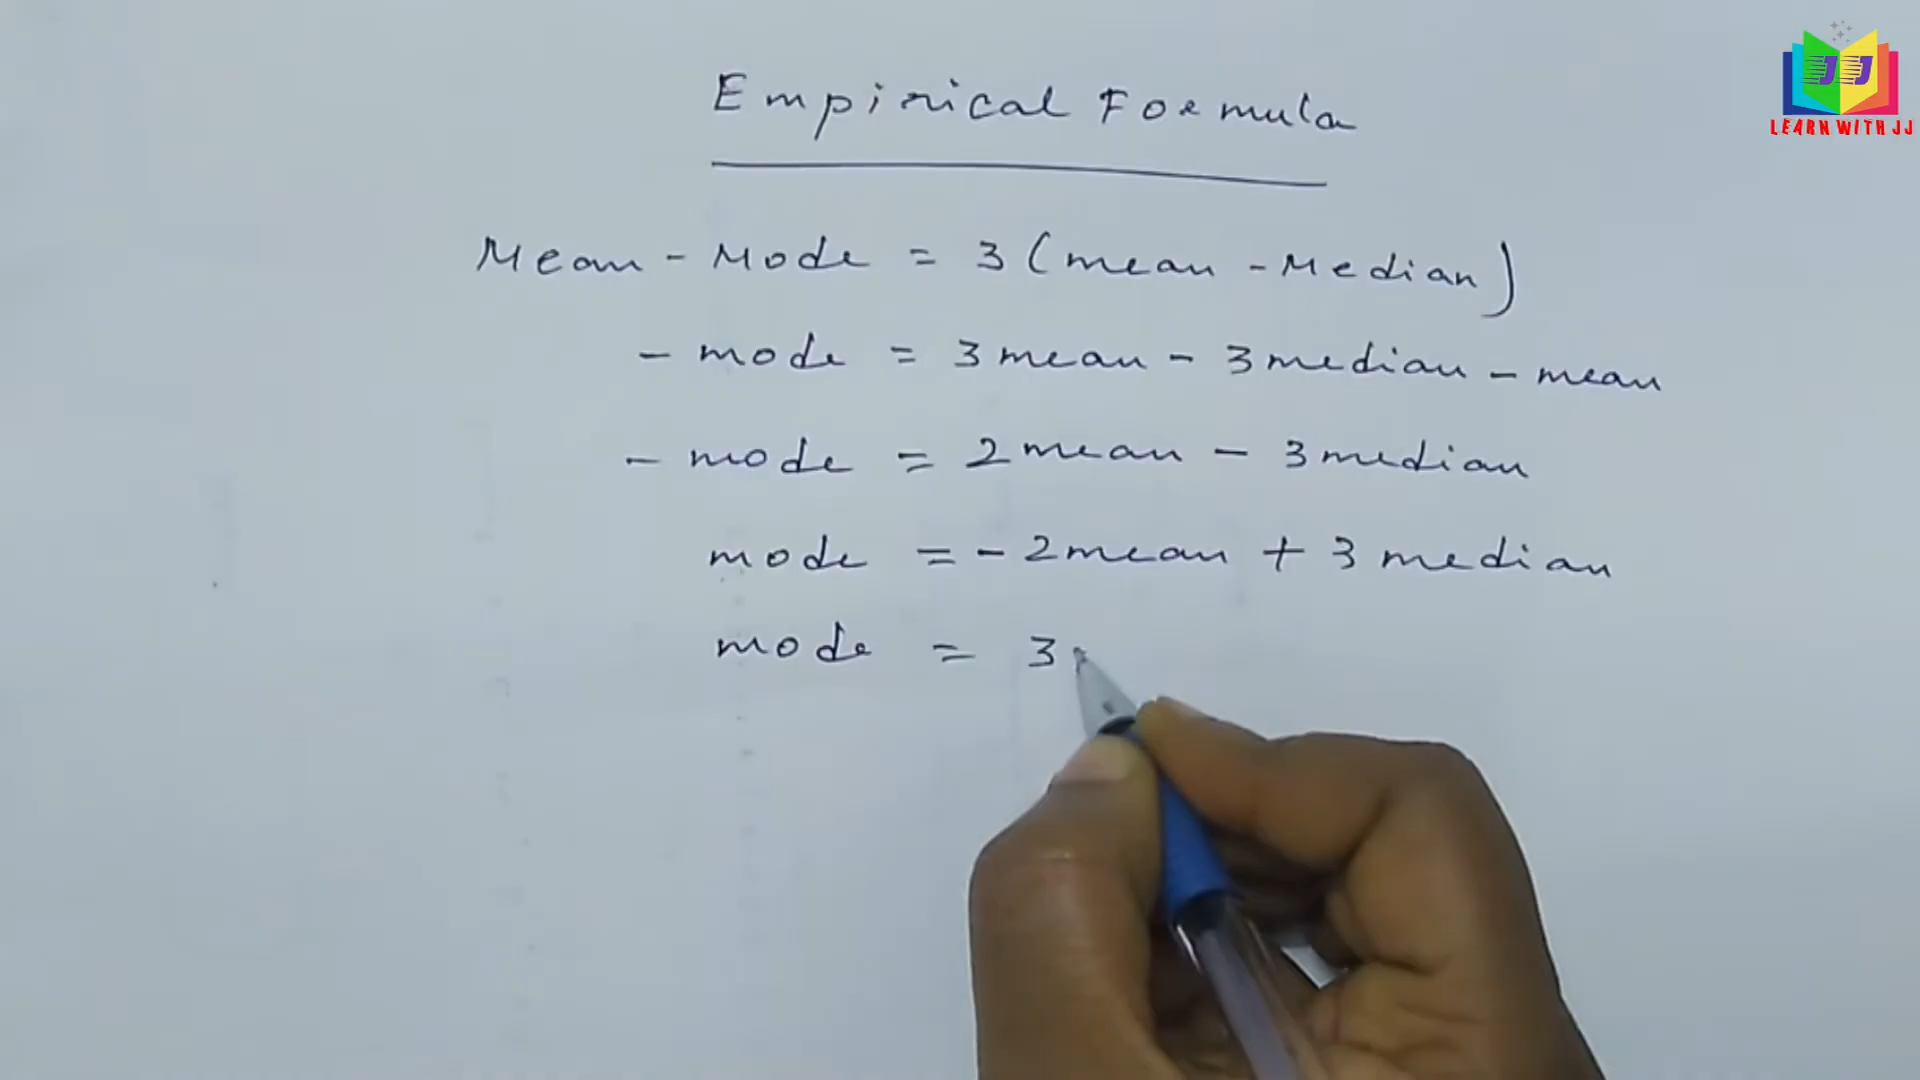 JJ
LEARN WITH JJ
Empirical Formula
Mean - Mode = 3 (mean - Median)
- mode = 3 mean - 3 median - mean
- mode = 2 mean - 3 median
mode = - 2 mean + 3 median
mode = 3